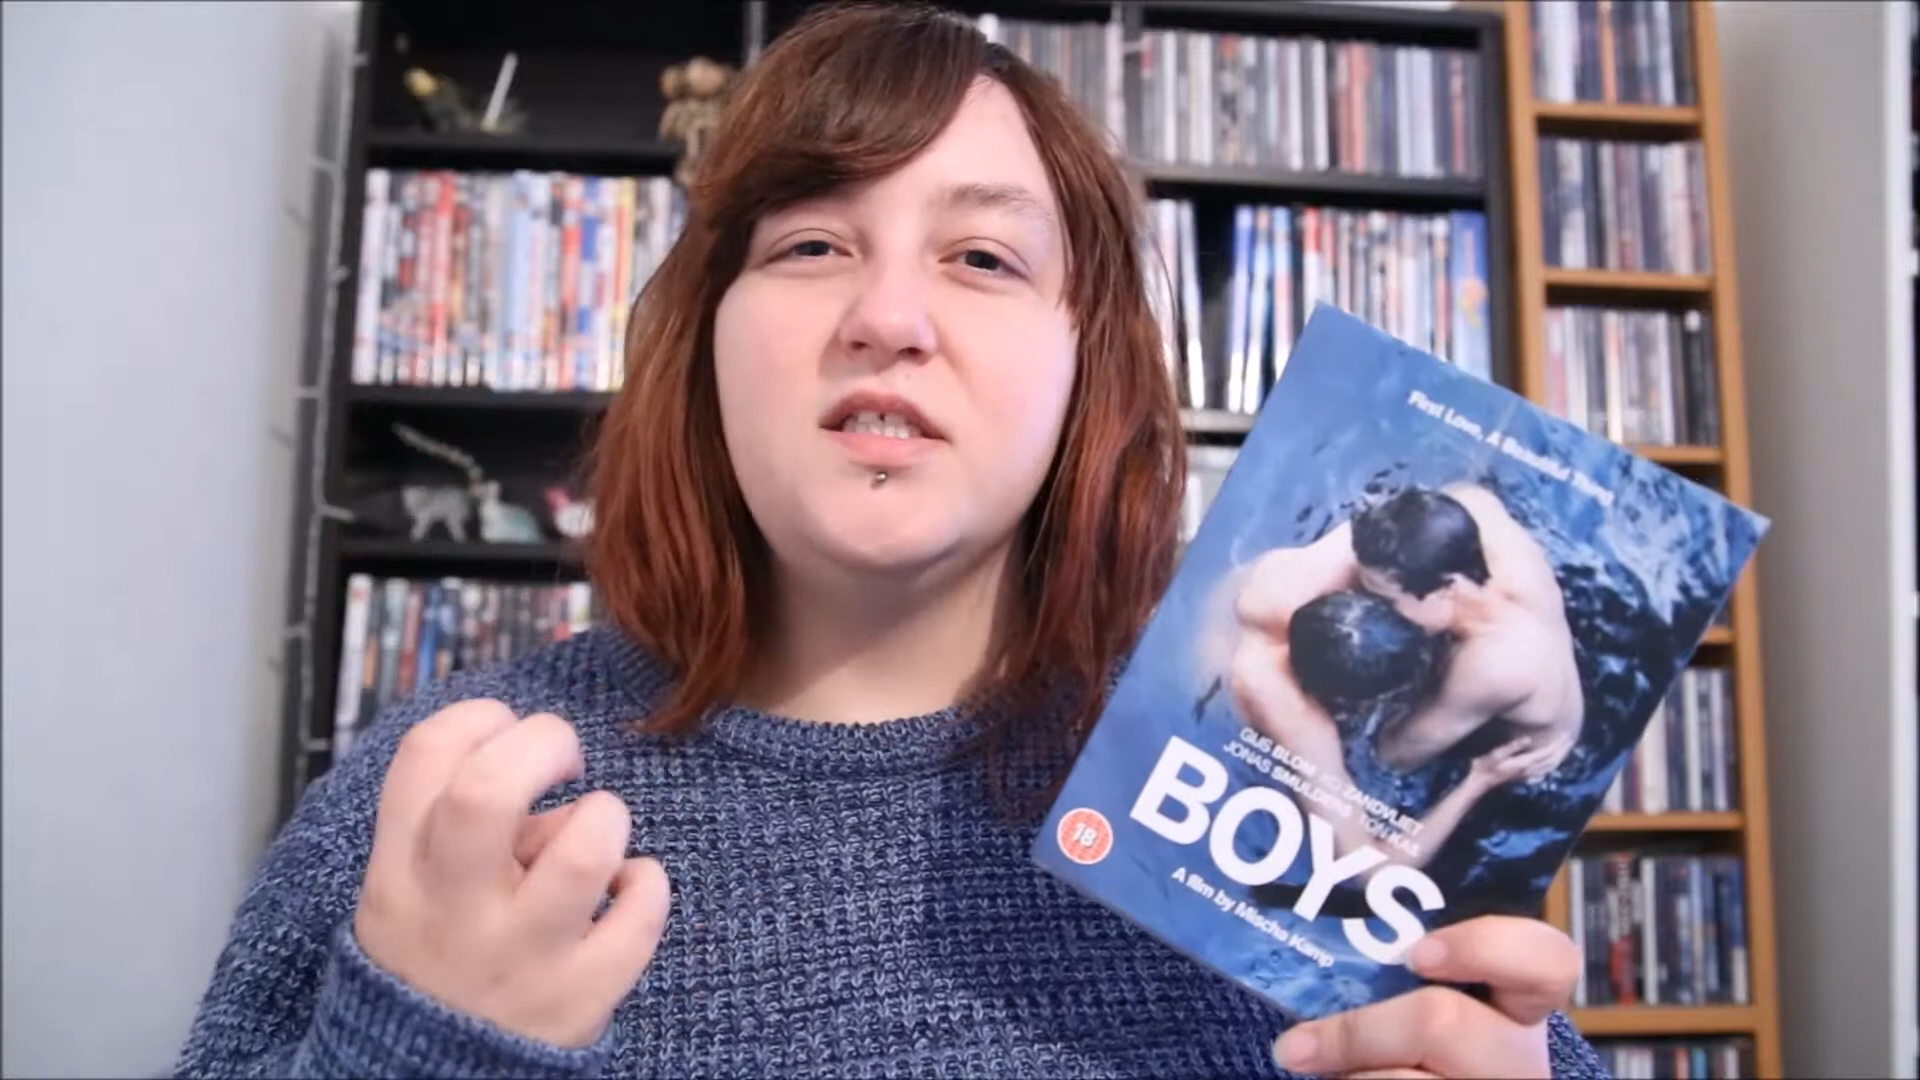 First Love, A Beautiful Thing
GIJS BLOM KO ZANDVLIET
JONAS SMULDERS TON KAS
BOYS
18
A film by Mischa Kamp